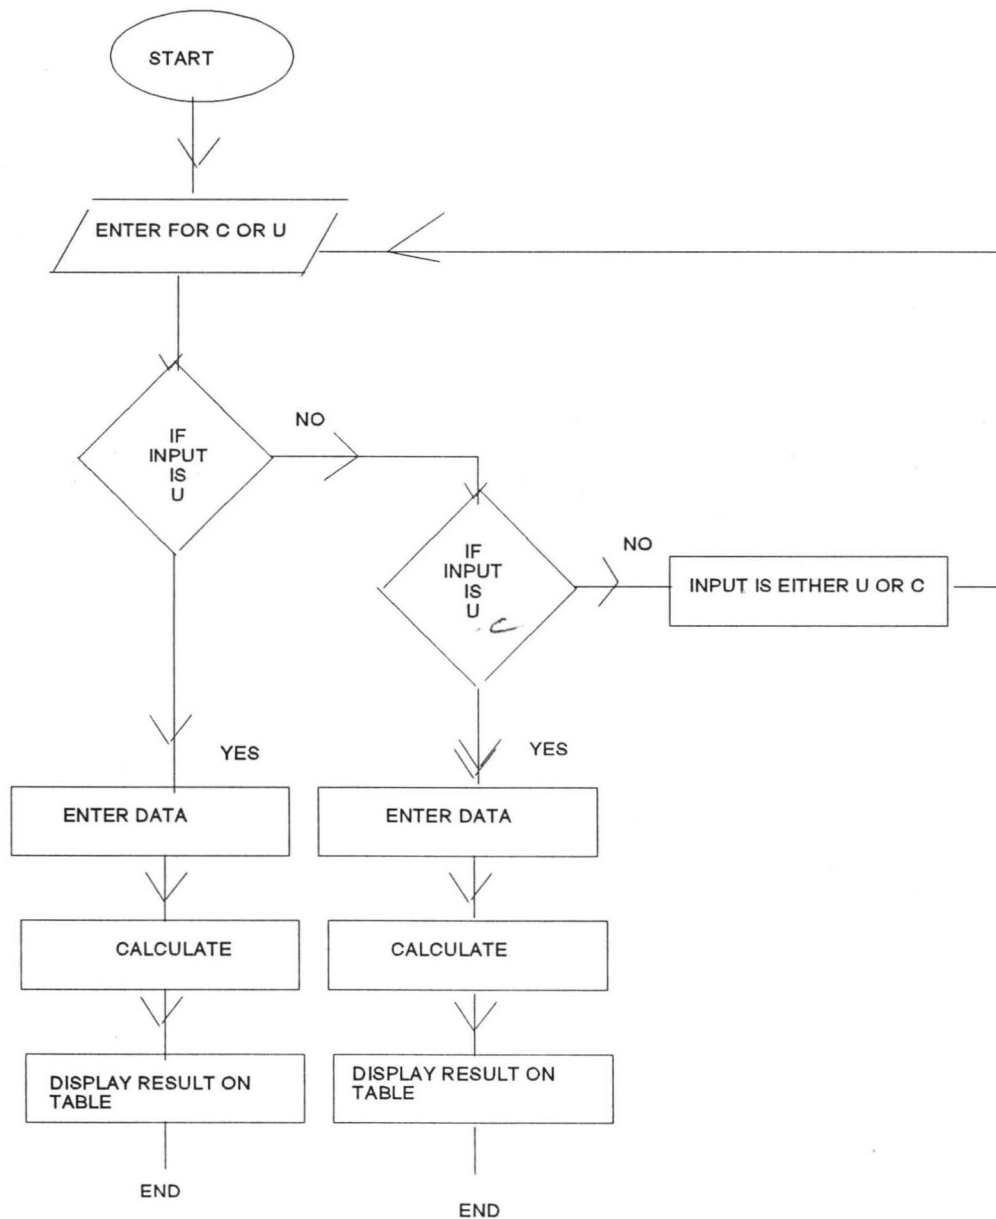 START
ENTER FOR C OR U
NO
IF
INPUT
IS
U
IF
INPUT
IS
U
C
NO
INPUT IS EITHER U OR C
YES
YES
ENTER DATA
ENTER DATA
CALCULATE
CALCULATE
DISPLAY RESULT ON
TABLE
DISPLAY RESULT ON
TABLE
END
END